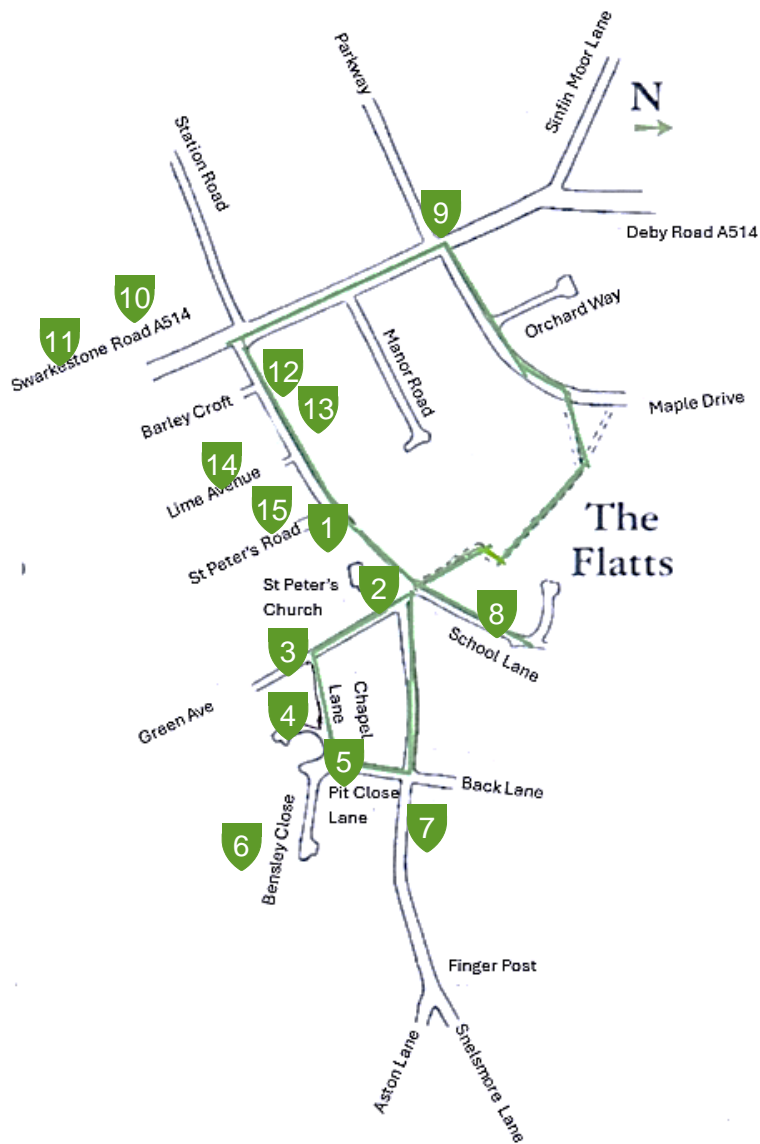 Sinfin Moor Lane
Parkway
N
Station Road
9
Deby Road A514
10
Orchard Way
11
Swarkestone Road A514
Manor Road
12
13
Barley Croft
Maple Drive
14
Lime Avenue
15
The
Flatts
1
St Peter's Road
St Peter's
Church
2
8
School Lane
3
Green Ave
4
Chapel
Lane
5
Pit Close
Lane
Back Lane
6
Bensley Close
7
Finger Post
Aston Lane
Snelsmore Lane